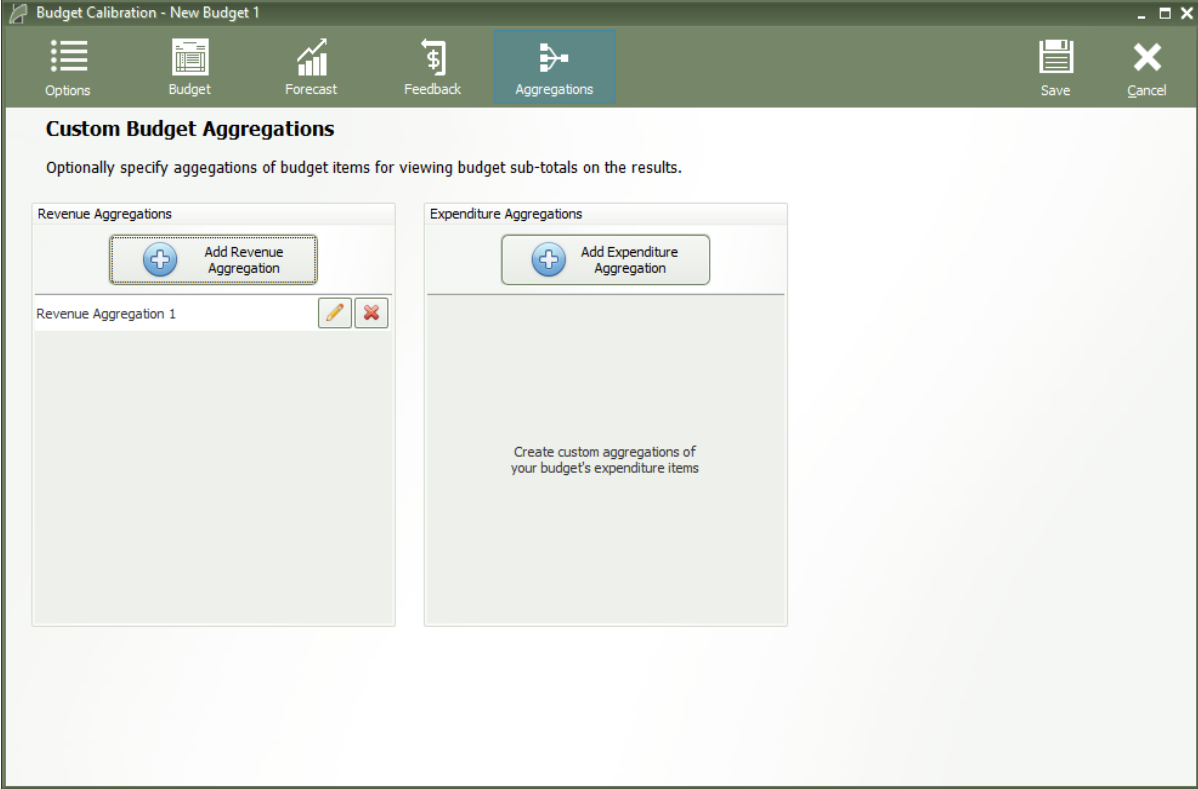 Budget Calibration - New Budget 1
Options
Budget
Forecast
$
Feedback
Aggregations
Save
Cancel
Custom Budget Aggregations
Optionally specify aggegations of budget items for viewing budget sub-totals on the results.
Revenue Aggregations
Add Revenue
Aggregation
Revenue Aggregation 1
Expenditure Aggregations
Add Expenditure
Aggregation
Create custom aggregations of
your budget's expenditure items